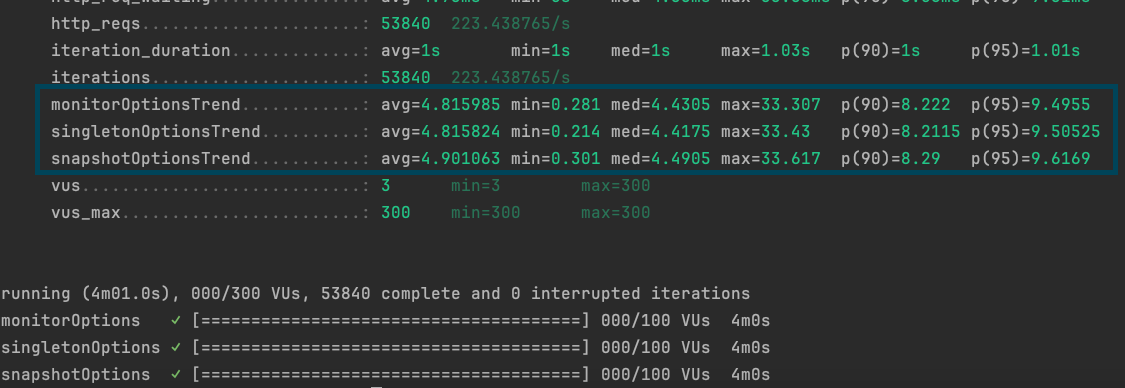 http_reqs.......................: 53840 223.438765/s
iteration_duration..............: avg=1s min=1s med=1s max=1.03s p(90)=1s p(95)=1.01s
iterations......................: 53840 223.438765/s
monitorOptionsTrend.............: avg=4.815985 min=0.281 med=4.4305 max=33.307 p(90)=8.222 p(95)=9.4955
singletonOptionsTrend...........: avg=4.815824 min=0.214 med=4.4175 max=33.43 p(90)=8.2115 p(95)=9.50525
snapshotOptionsTrend............: avg=4.901063 min=0.301 med=4.4905 max=33.617 p(90)=8.29 p(95)=9.6169
vus.............................: 3 min=3 max=300
vus_max.........................: 300 min=300 max=300
running (4m01.0s), 000/300 VUs, 53840 complete and 0 interrupted iterations
monitorOptions ✓ [======================================] 000/100 VUs 4m0s
singletonOptions ✓ [======================================] 000/100 VUs 4m0s
snapshotOptions ✓ [======================================] 000/100 VUs 4m0s